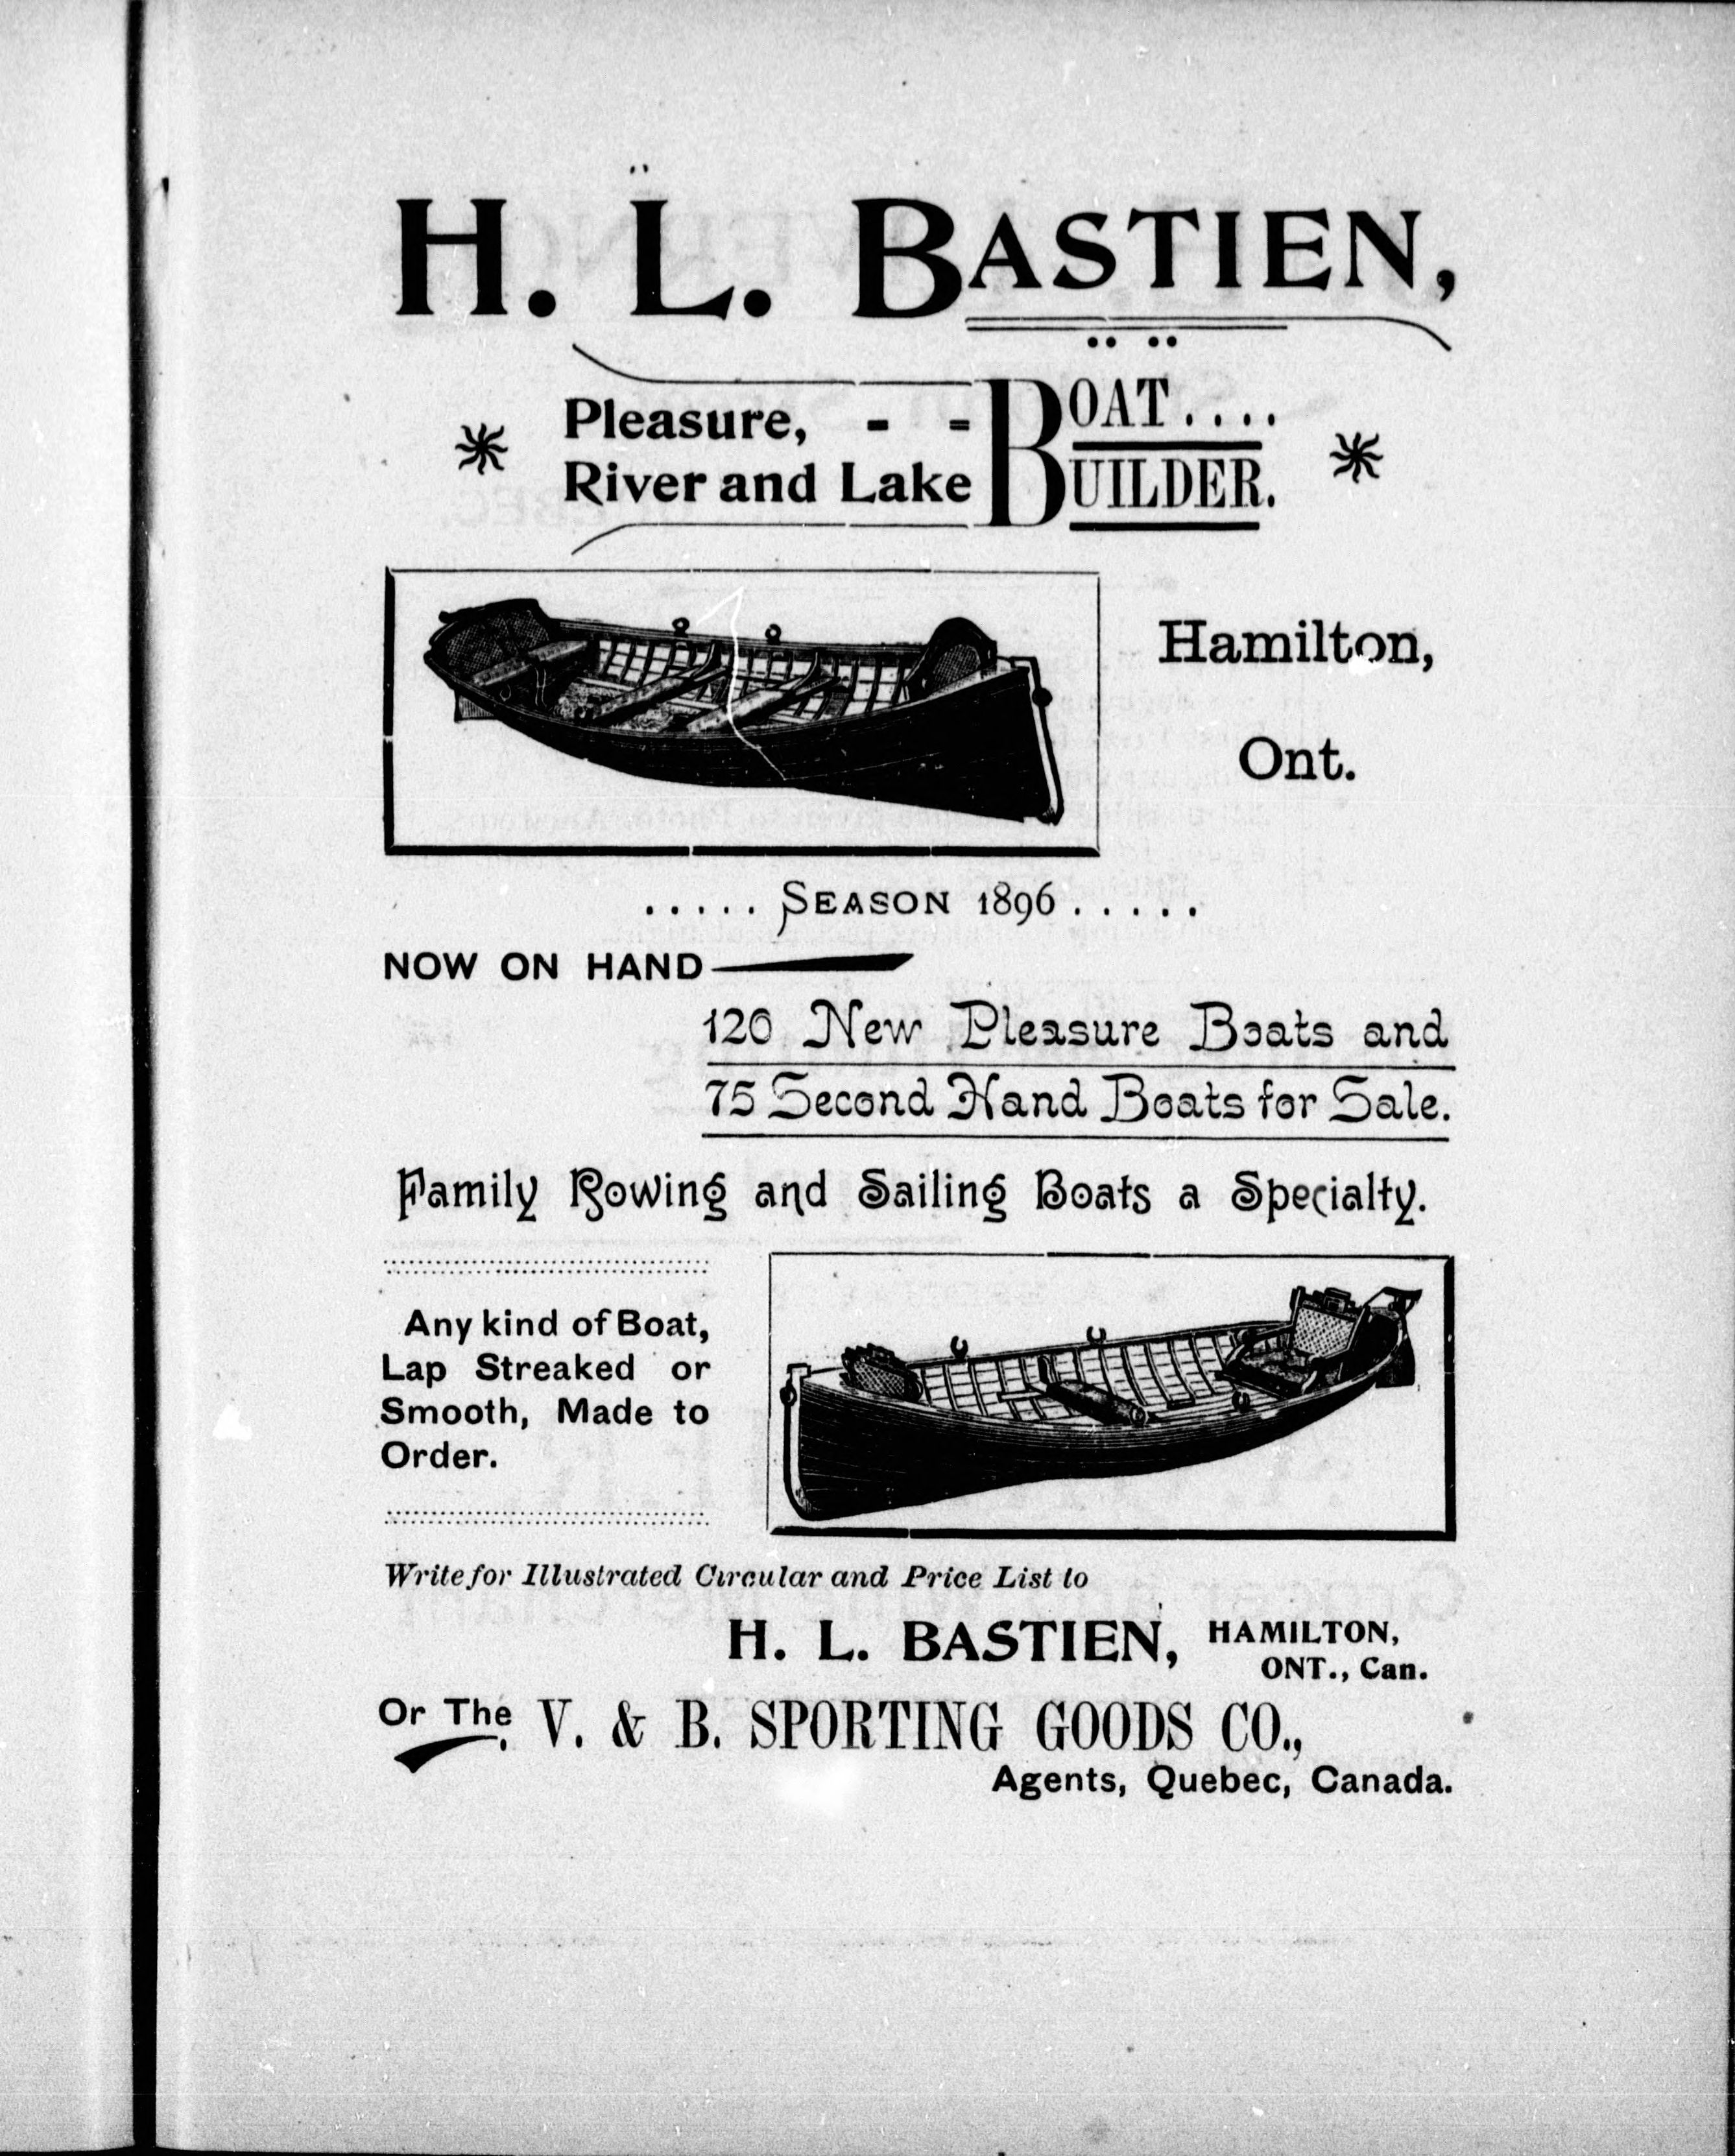 H. L. BASTIEN,
Pleasure, - = BOAT....
River and Lake BUILDER.
Hamilton,
Ont.
..... SEASON 1896 .....
NOW ON HAND
120 New Pleasure Boats and
75 Second Hand Boats for Sale.
Family Rowing and Sailing Boats a Specialty.
Any kind of Boat,
Lap Streaked or
Smooth, Made to
Order.
Write for Illustrated Circular and Price List to
H. L. BASTIEN, HAMILTON,
ONT., Can.
Or The V. & B. SPORTING GOODS CO.,
Agents, Quebec, Canada.